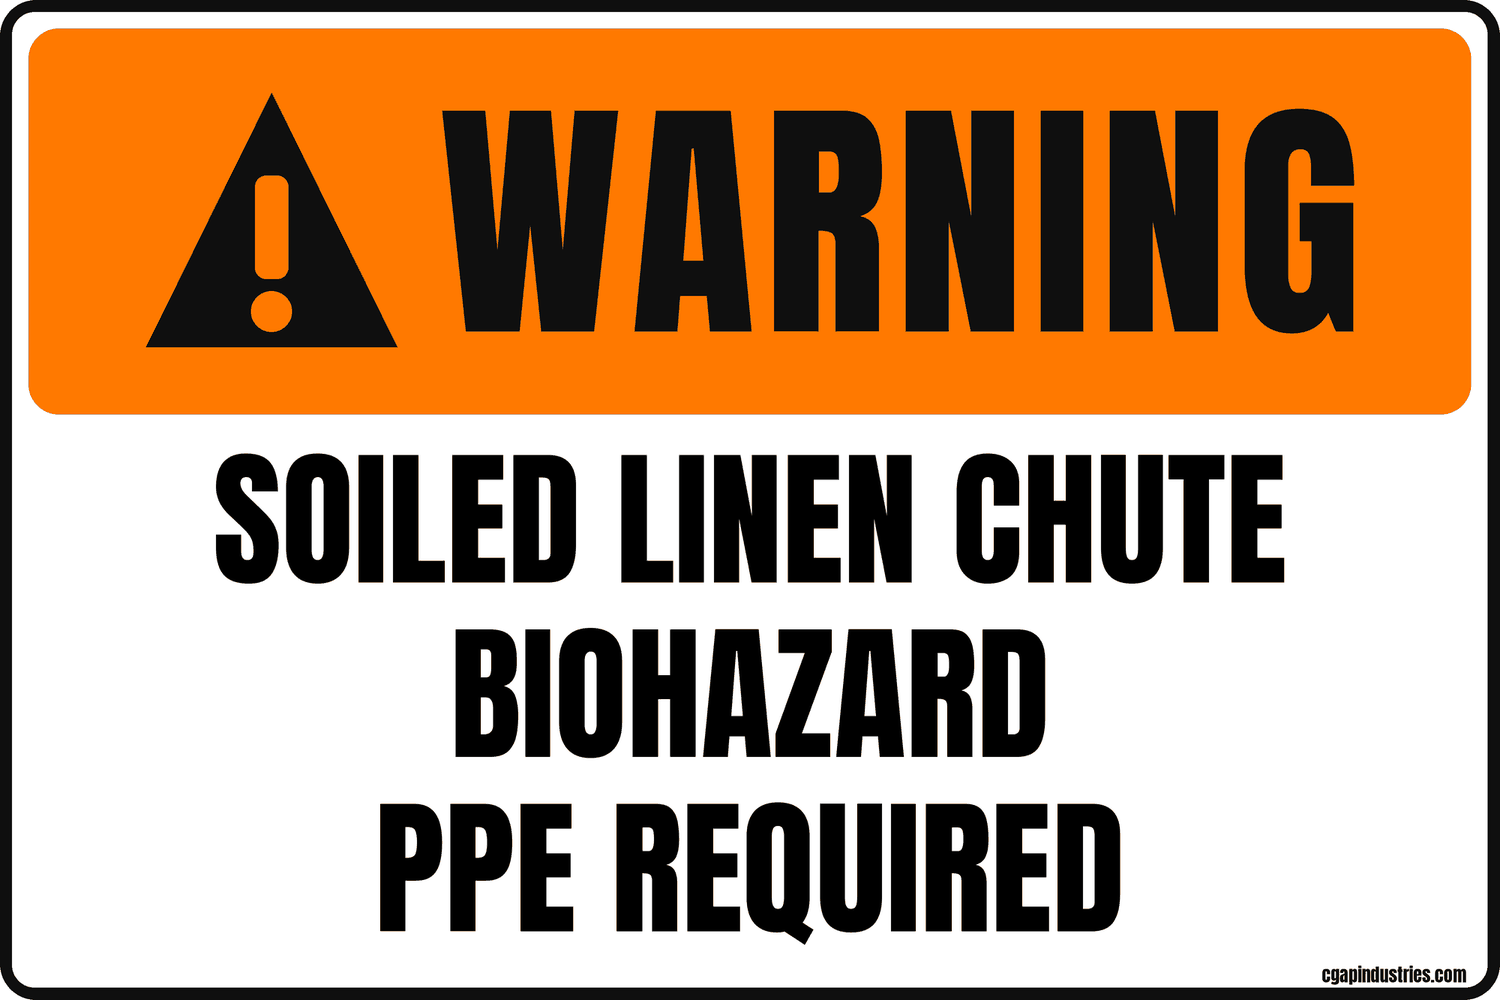 WARNING
SOILED LINEN CHUTE
BIOHAZARD
PPE REQUIRED
cgapindustries.com